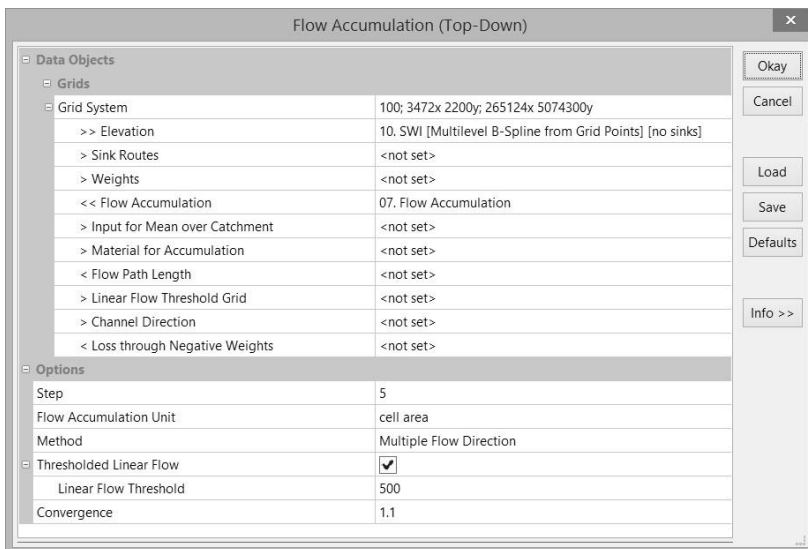 Flow Accumulation (Top-Down)
x
Data Objects
Grids
Grid System 100; 3472x 2200y; 265124x 5074300y
>> Elevation 10. SWI [Multilevel B-Spline from Grid Points] [no sinks]
> Sink Routes <not set>
> Weights <not set>
<< Flow Accumulation 07. Flow Accumulation
> Input for Mean over Catchment <not set>
> Material for Accumulation <not set>
< Flow Path Length <not set>
> Linear Flow Threshold Grid <not set>
> Channel Direction <not set>
< Loss through Negative Weights <not set>
Options
Step 5
Flow Accumulation Unit cell area
Method Multiple Flow Direction
Thresholded Linear Flow
Linear Flow Threshold 500
Convergence 1.1
Okay
Cancel
Load
Save
Defaults
Info >>